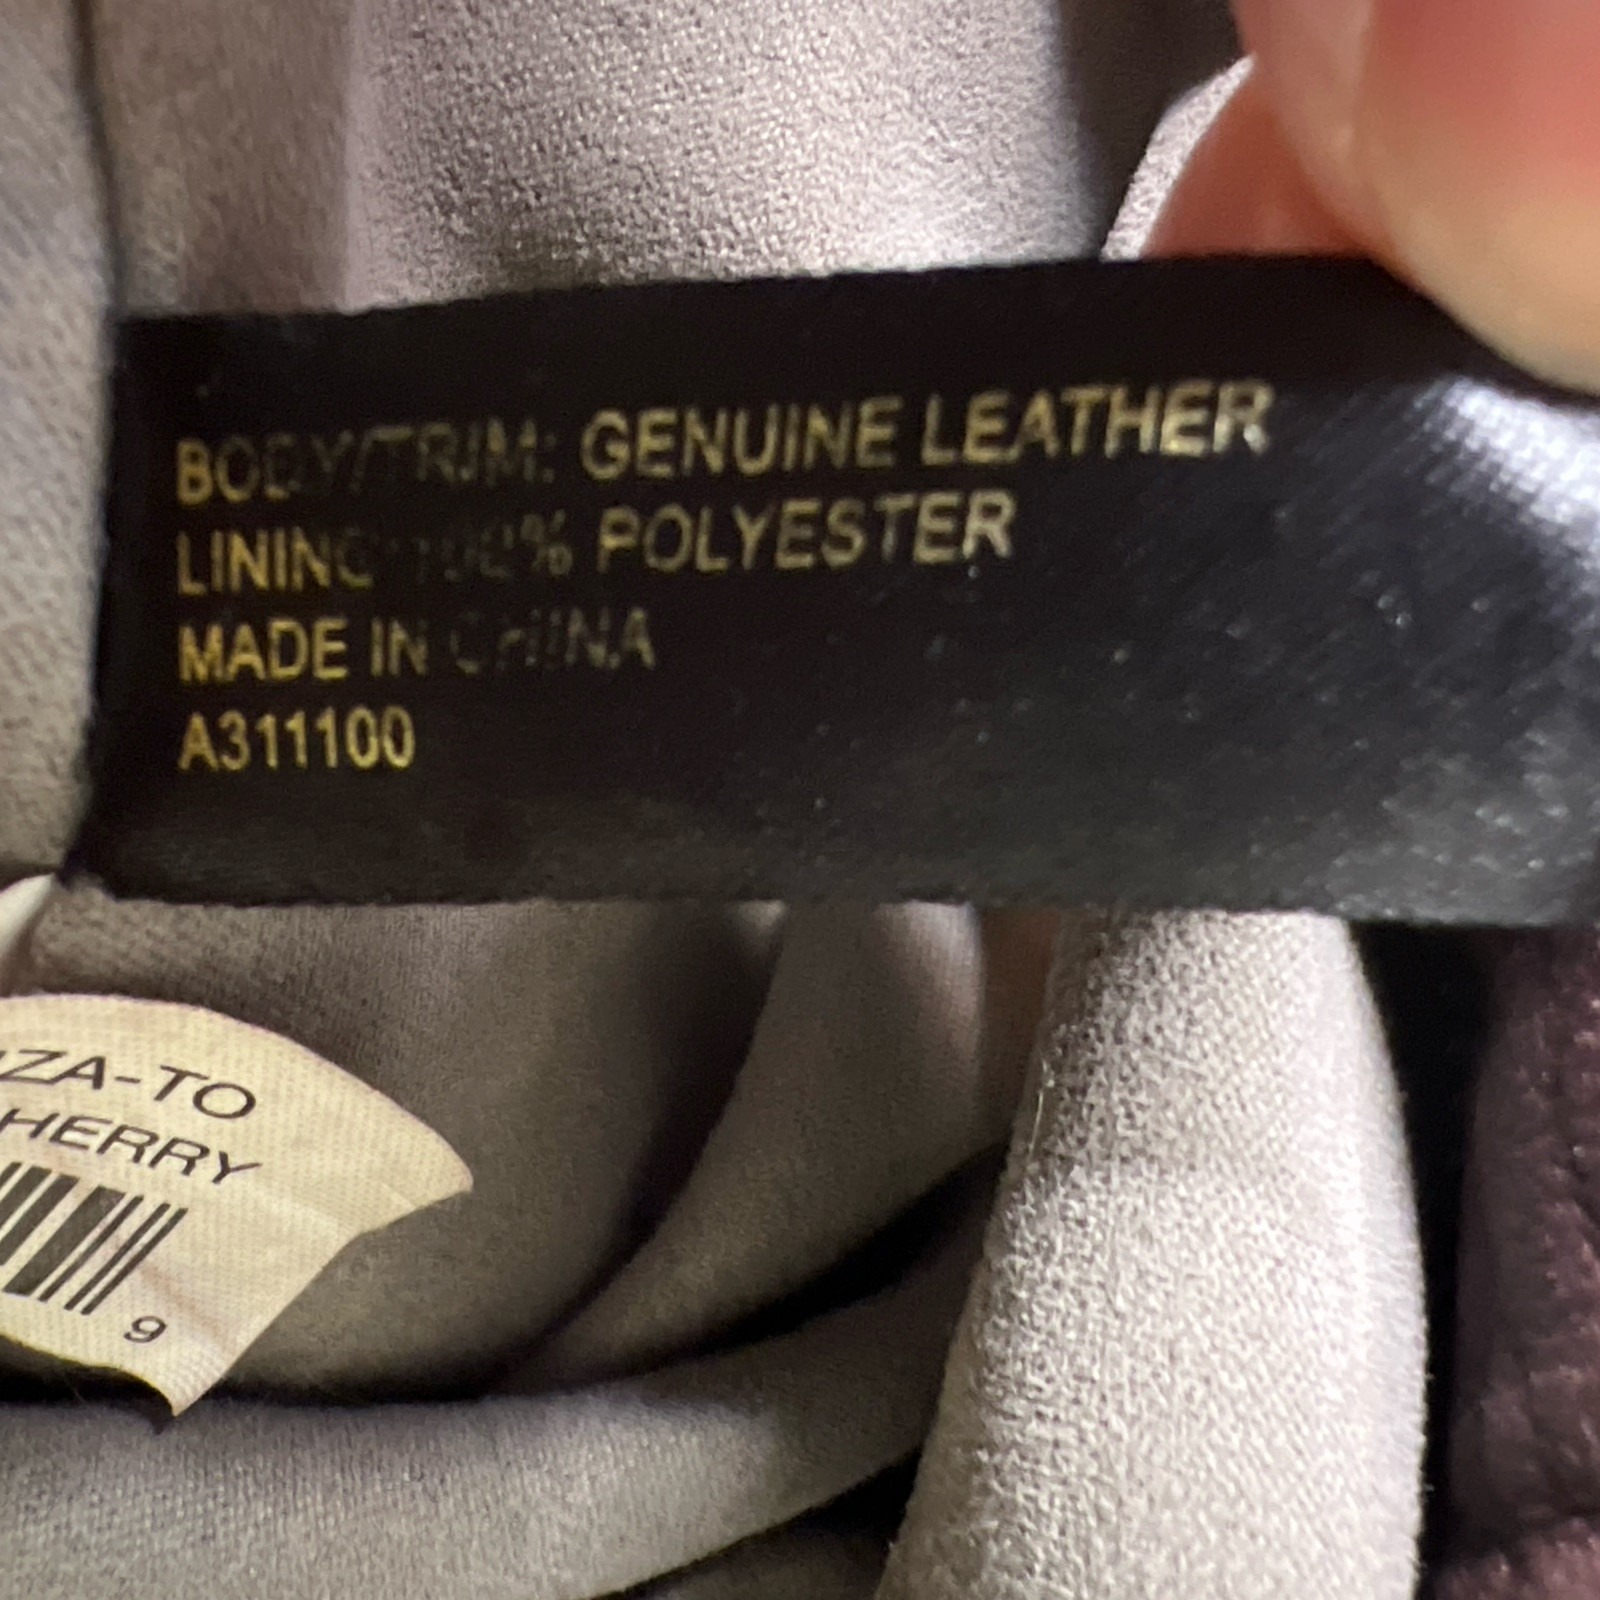 BODY/TRIM: GENUINE LEATHER
LINING 100% POLYESTER
MADE IN CHINA
A311100
ZA-TO
HERRY
9